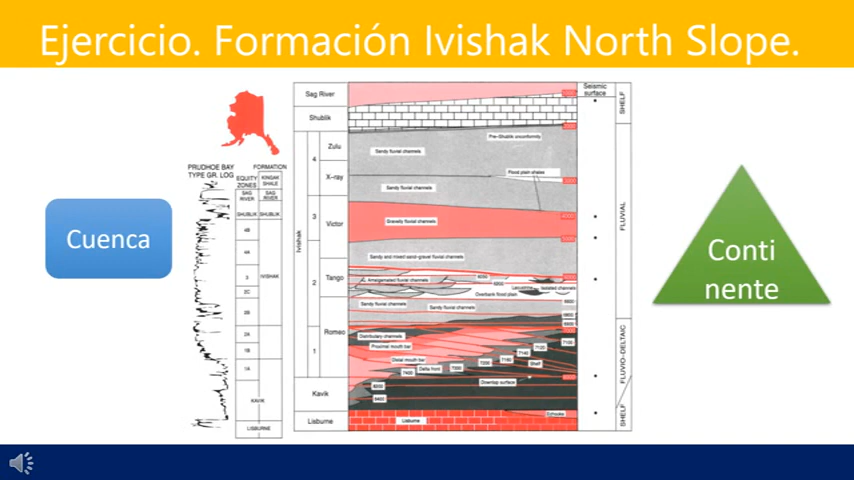 Ejercicio. Formación Ivishak North Slope.
PRUDHOE BAY
TYPE GR. LOG
EQUITY
ZONES
FORMATION
KINGAK
SHALE
SAG
RIVER
SAG
RIVER
SHUBLIK
SHUBLIK
4B
4A
3
IVISHAK
2C
2B
2A
1B
1A
KAVIK
LISBURNE
Cuenca
Sag River
Shublik
Ivishak
4
Zulu
X-ray
3
Victor
2
Tango
Romeo
1
Kavik
Lisburne
Pre-Shublik unconformity
Sandy fluvial channels
Flood plain shales
Sandy fluvial channels
Gravelly fluvial channels
Sandy and mixed sand-gravel fluvial channels
Amalgamated fluvial channels
Lacustrine
Isolated channels
Overbank flood plain
Sandy fluvial channels
Sandy fluvial channels
Distributary channels
Proximal mouth bar
Distal mouth bar
Delta front
Shelf
Downlap surface
Echooka
Lisburne
Seismic
surface
SHELF
FLUVIAL
FLUVIO-DELTAIC
SHELF
Conti
nente